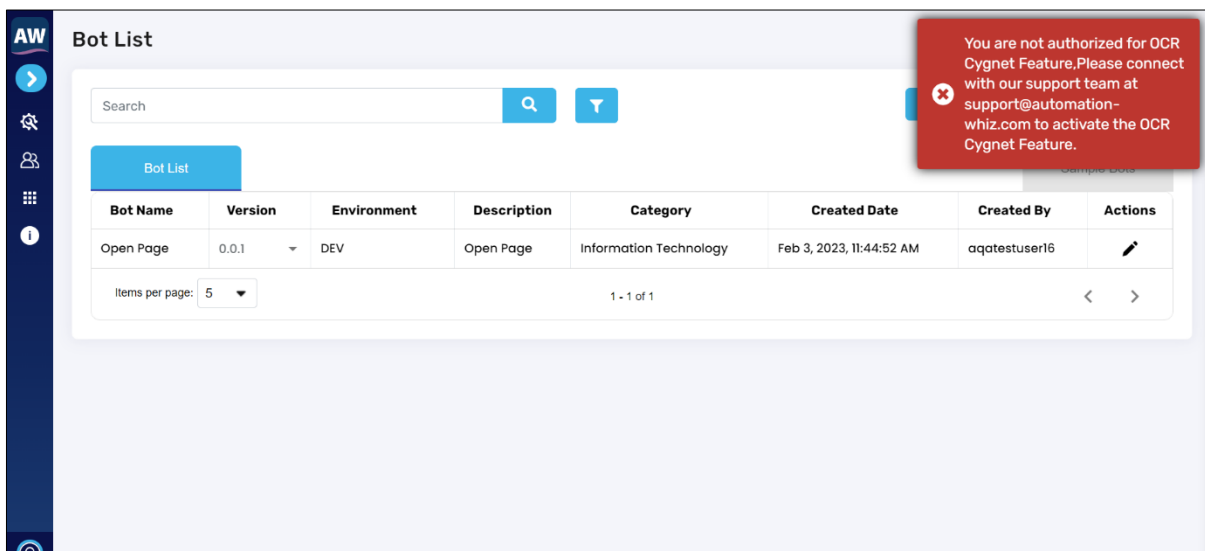 AW
Bot List
You are not authorized for OCR
Cygnet Feature,Please connect
with our support team at
support@automation-
whiz.com to activate the OCR
Cygnet Feature.
Search
Bot List
Sample Bots
Bot Name Version Environment Description Category Created Date Created By Actions
Open Page 0.0.1 DEV Open Page Information Technology Feb 3, 2023, 11:44:52 AM aqatestuser16
Items per page: 5 1 - 1 of 1